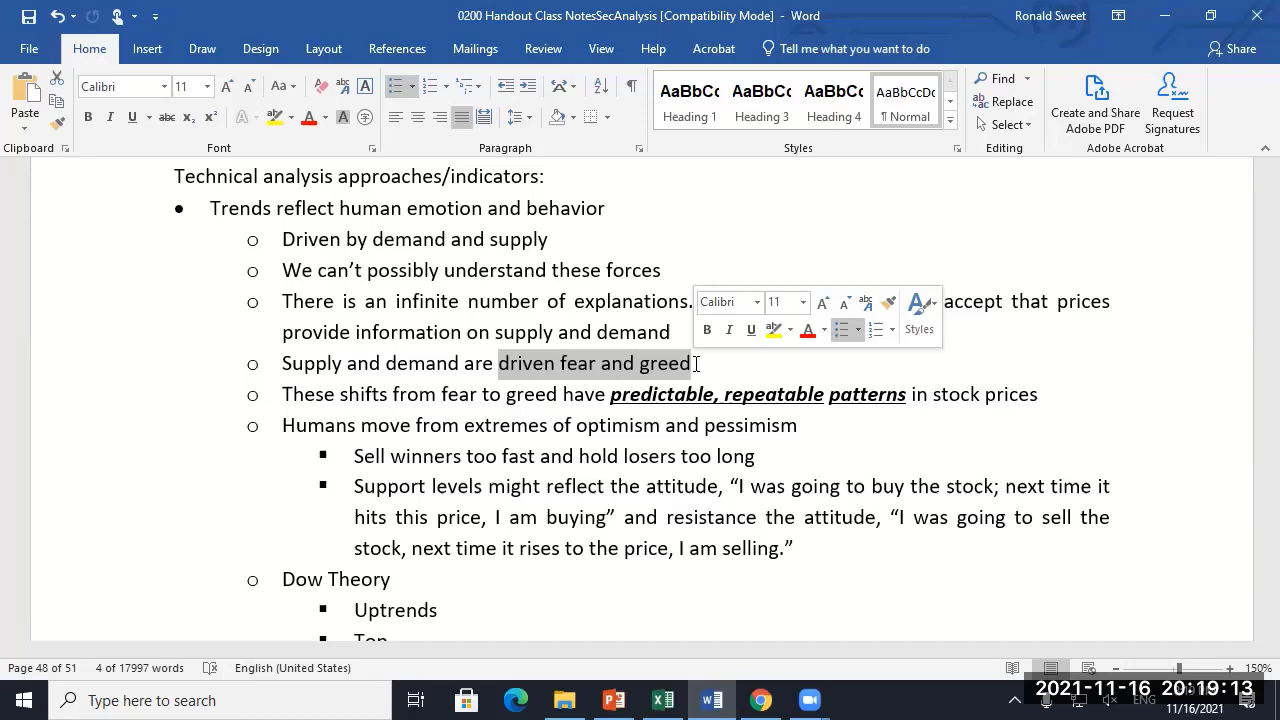 0200 Handout Class NotesSecAnalysis [Compatibility Mode] - Word
Ronald Sweet
File Home Insert Draw Design Layout References Mailings Review View Help Acrobat Tell me what you want to do Share
Paste
Clipboard
Calibri 11
Font
Paragraph
AaBbCc Heading 1
AaBbCc Heading 3
AaBbCc Heading 4
AaBbCcDc ¶ Normal
Styles
Find
Replace
Select
Editing
Create and Share Adobe PDF
Request Signatures
Adobe Acrobat
Technical analysis approaches/indicators:
• Trends reflect human emotion and behavior
o Driven by demand and supply
o We can’t possibly understand these forces
o There is an infinite number of explanations. accept that prices
provide information on supply and demand
Calibri 11
B I U A Styles
o Supply and demand are driven fear and greed
o These shifts from fear to greed have predictable, repeatable patterns in stock prices
o Humans move from extremes of optimism and pessimism
▪ Sell winners too fast and hold losers too long
▪ Support levels might reflect the attitude, “I was going to buy the stock; next time it
hits this price, I am buying” and resistance the attitude, “I was going to sell the
stock, next time it rises to the price, I am selling.”
o Dow Theory
▪ Uptrends
▪ Top
Page 48 of 51 4 of 17997 words English (United States) 150%
Type here to search
2021-11-16 20:19:13
ENG
11/16/2021